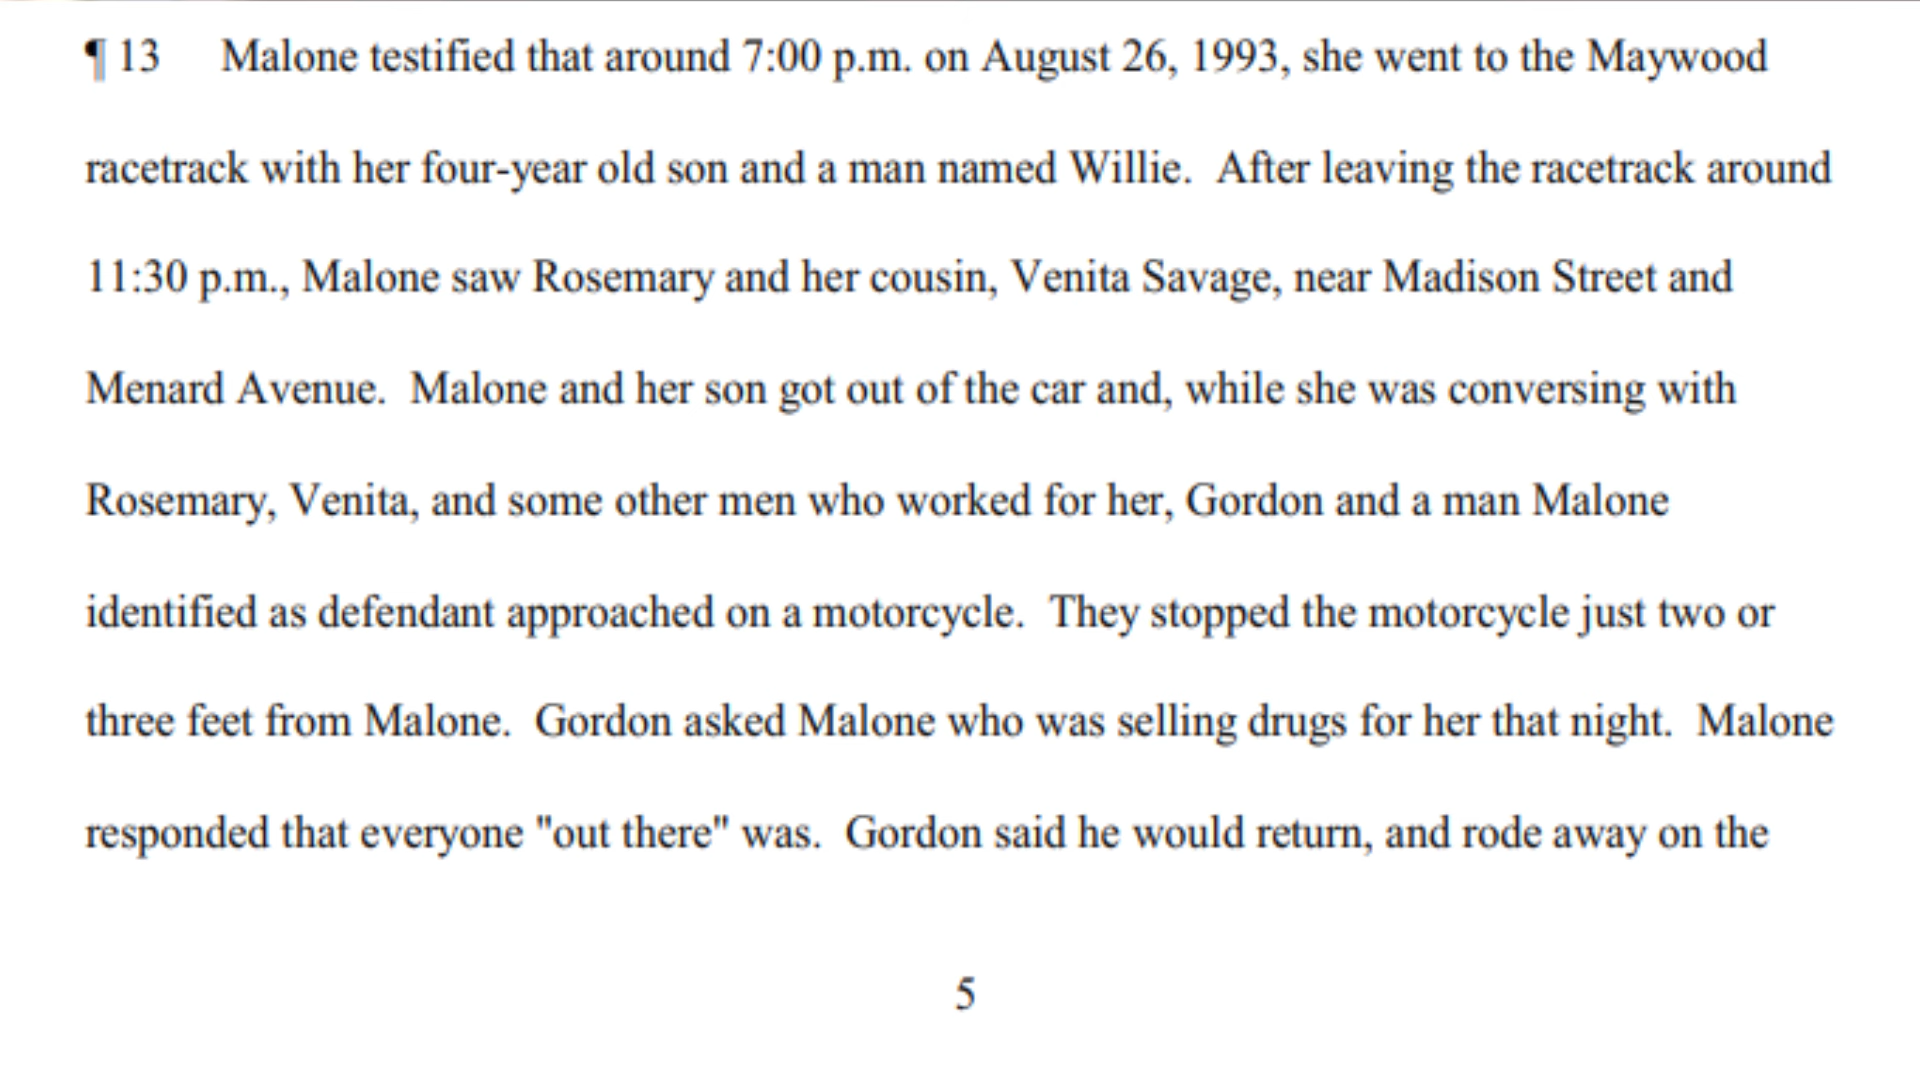 ¶ 13 Malone testified that around 7:00 p.m. on August 26, 1993, she went to the Maywood
racetrack with her four-year old son and a man named Willie. After leaving the racetrack around
11:30 p.m., Malone saw Rosemary and her cousin, Venita Savage, near Madison Street and
Menard Avenue. Malone and her son got out of the car and, while she was conversing with
Rosemary, Venita, and some other men who worked for her, Gordon and a man Malone
identified as defendant approached on a motorcycle. They stopped the motorcycle just two or
three feet from Malone. Gordon asked Malone who was selling drugs for her that night. Malone
responded that everyone "out there" was. Gordon said he would return, and rode away on the
5